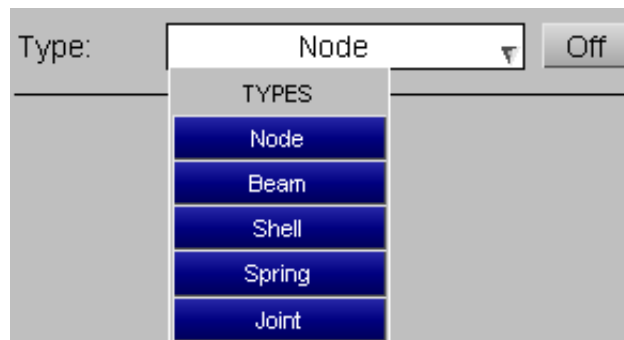 Type: Node Off
TYPES
Node
Beam
Shell
Spring
Joint